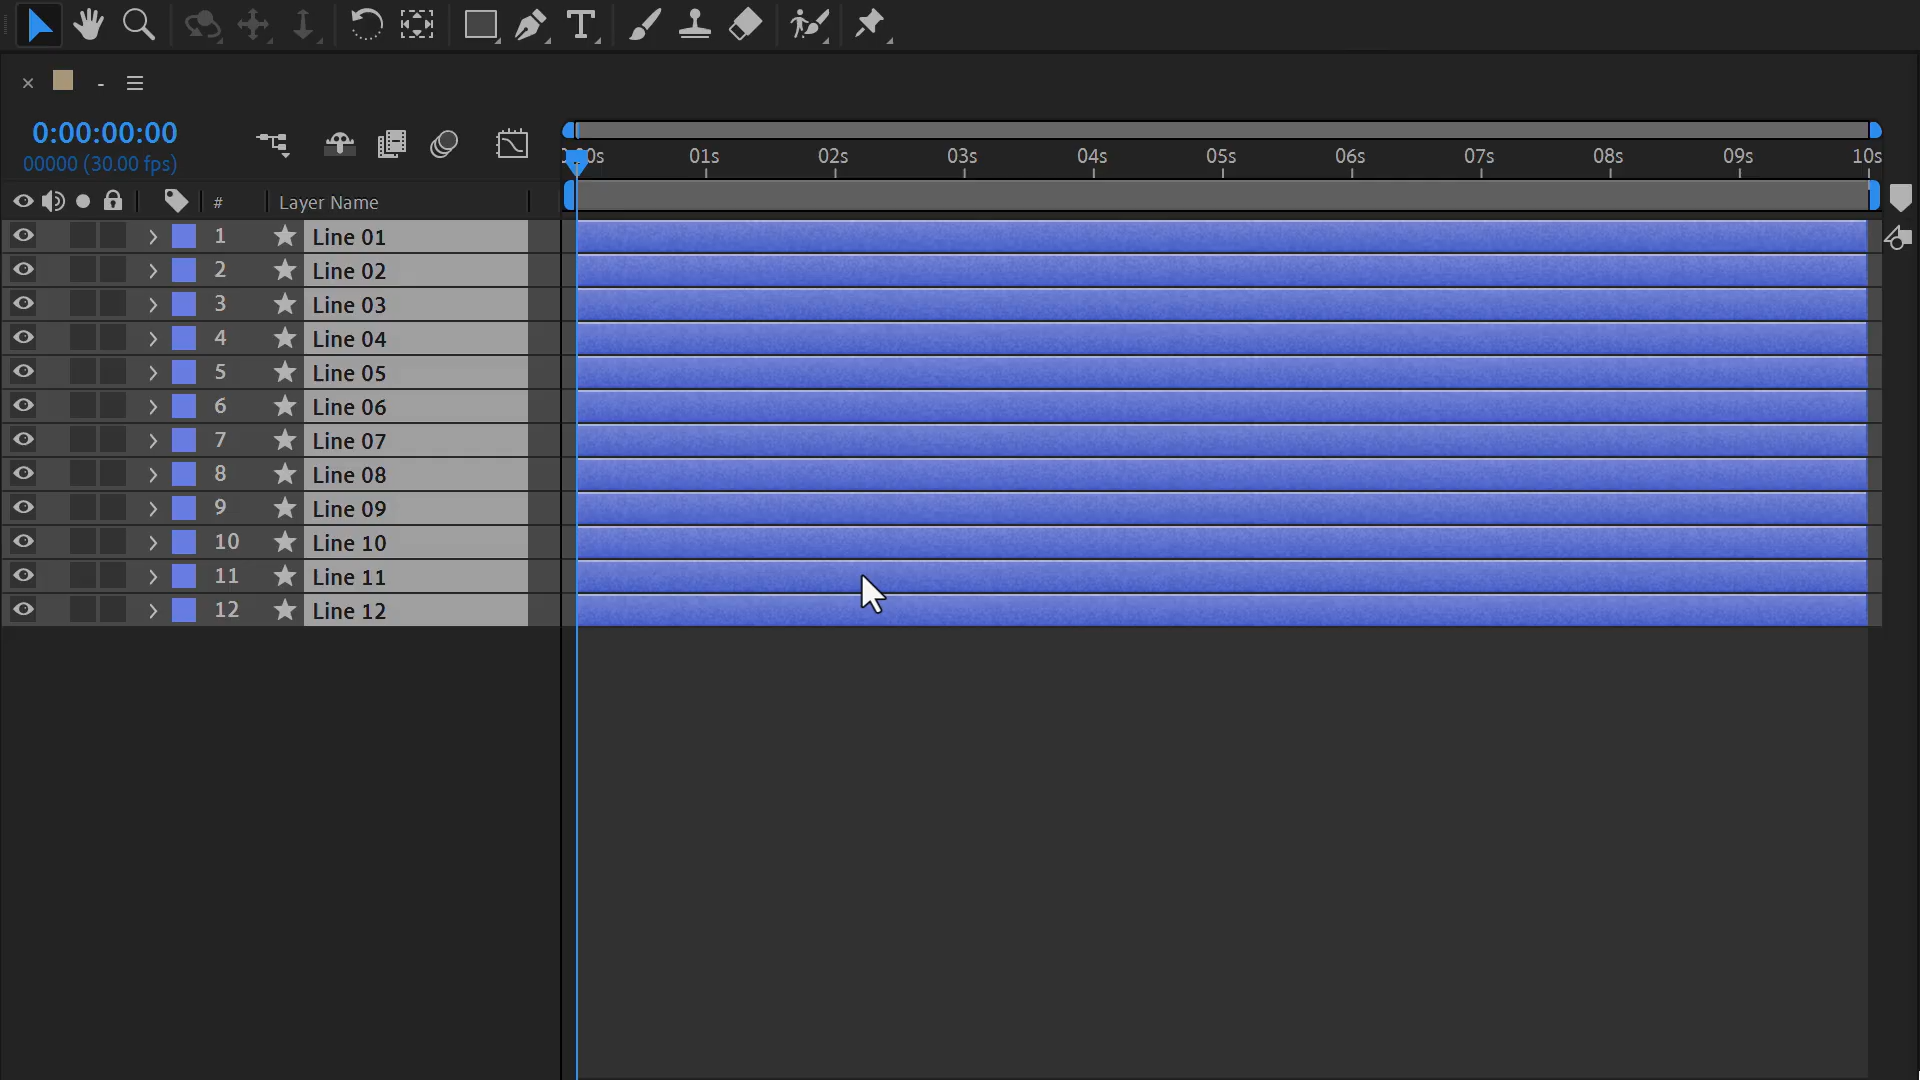 0:00:00:00
00000 (30.00 fps)
01s 02s 03s 04s 05s 06s 07s 08s 09s 10s
# Layer Name
1 Line 01
2 Line 02
3 Line 03
4 Line 04
5 Line 05
6 Line 06
7 Line 07
8 Line 08
9 Line 09
10 Line 10
11 Line 11
12 Line 12